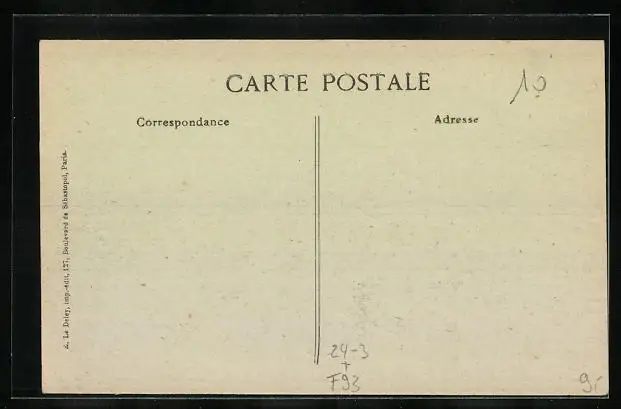 CARTE POSTALE
10
Correspondance
Adresse
E. Le Deley, imp.-édit, 127, Boulevard de Sébastopol, Paris.
24-3
+
F93
9,-